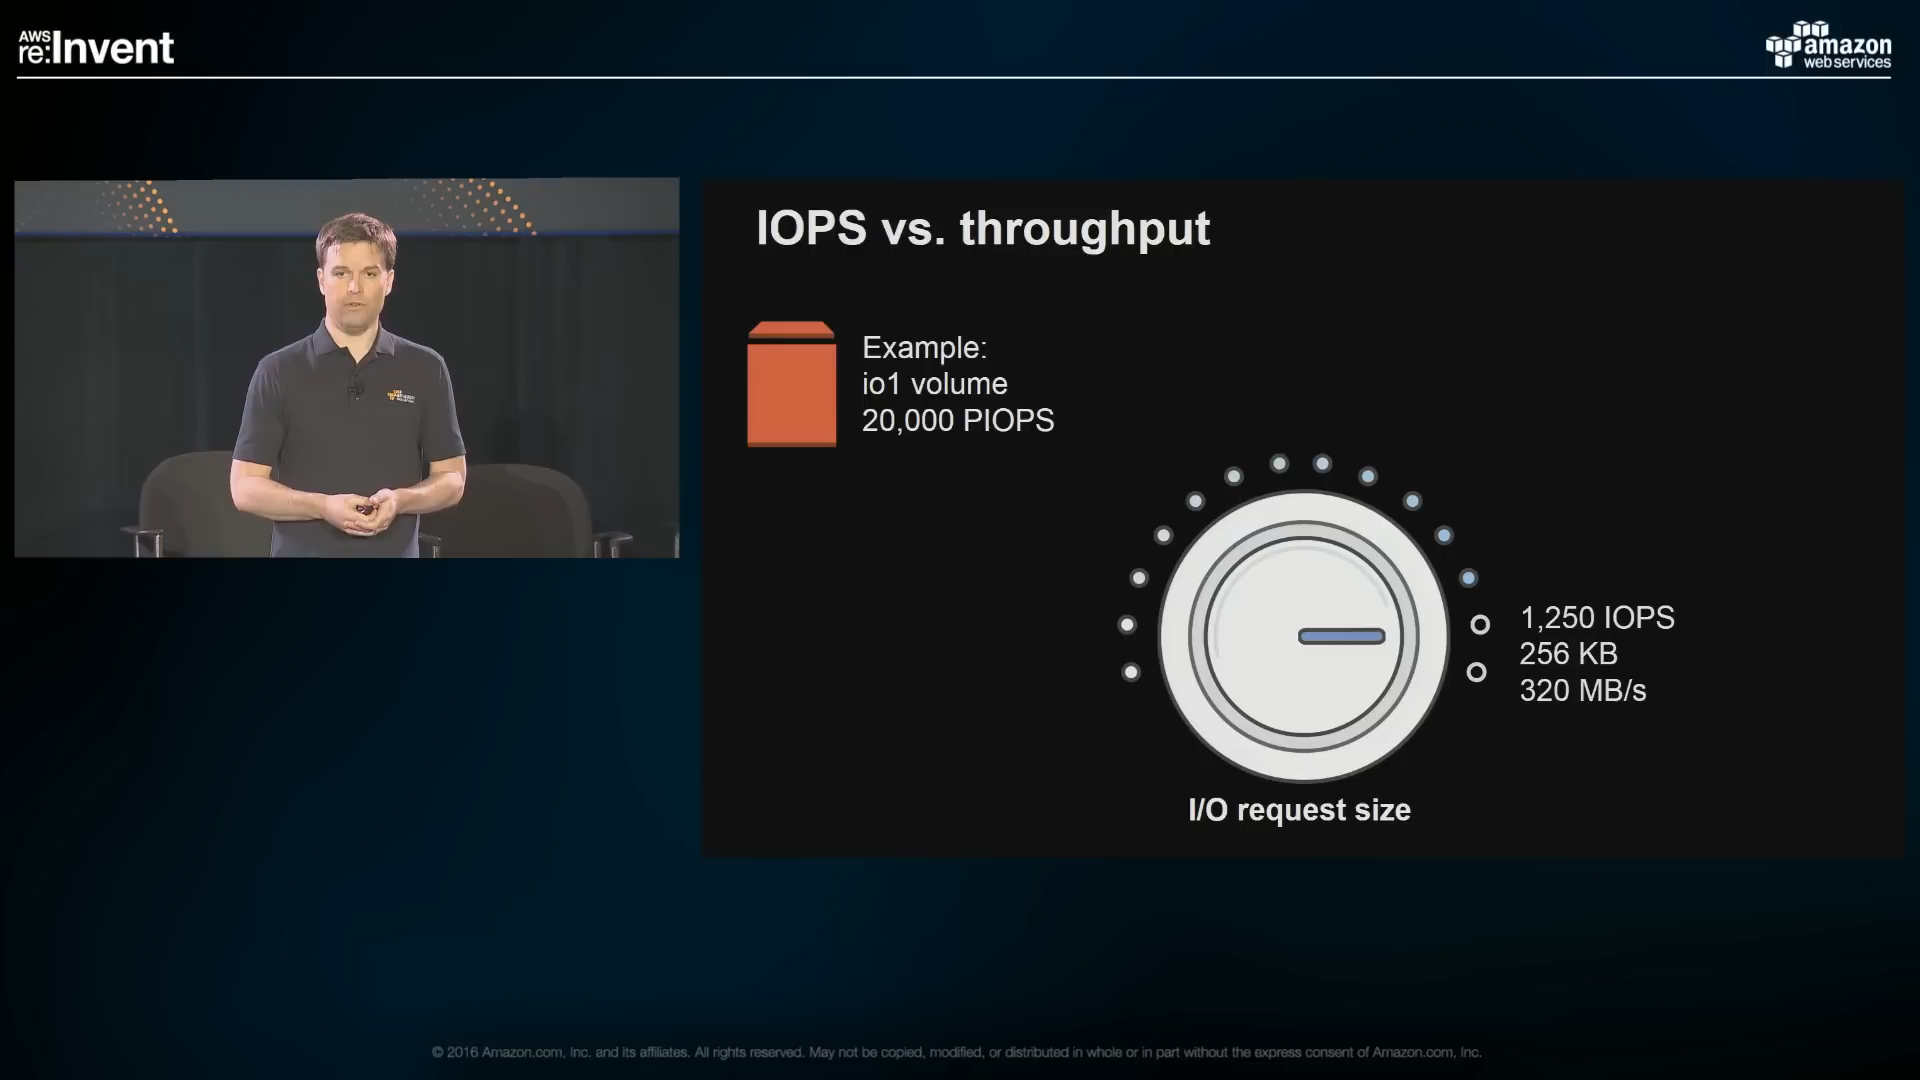 AWS
re:Invent
amazon
web services
IOPS vs. throughput
Example:
io1 volume
20,000 PIOPS
1,250 IOPS
256 KB
320 MB/s
I/O request size
© 2016 Amazon.com, Inc. and its affiliates. All rights reserved. May not be copied, modified, or distributed in whole or in part without the express consent of Amazon.com, Inc.